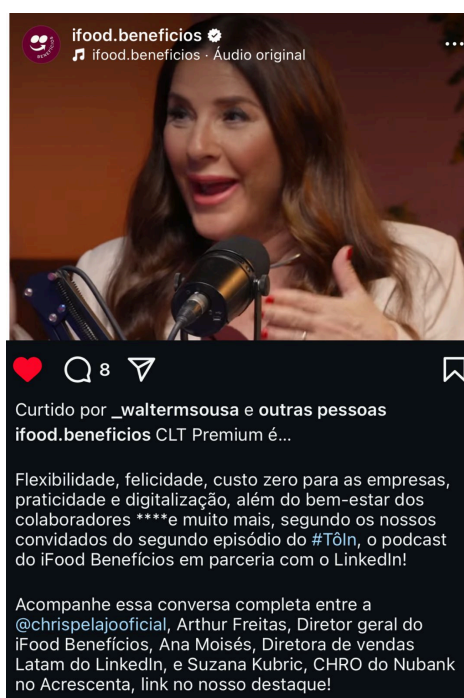 ifood.beneficios
ifood.beneficios · Áudio original
BENEFÍCIOS
8
Curtido por _waltermsousa e outras pessoas
ifood.beneficios CLT Premium é...
Flexibilidade, felicidade, custo zero para as empresas,
praticidade e digitalização, além do bem-estar dos
colaboradores ****e muito mais, segundo os nossos
convidados do segundo episódio do #TôIn, o podcast
do iFood Benefícios em parceria com o LinkedIn!
Acompanhe essa conversa completa entre a
@chrispelajooficial, Arthur Freitas, Diretor geral do
iFood Benefícios, Ana Moisés, Diretora de vendas
Latam do LinkedIn, e Suzana Kubric, CHRO do Nubank
no Acrescenta, link no nosso destaque!